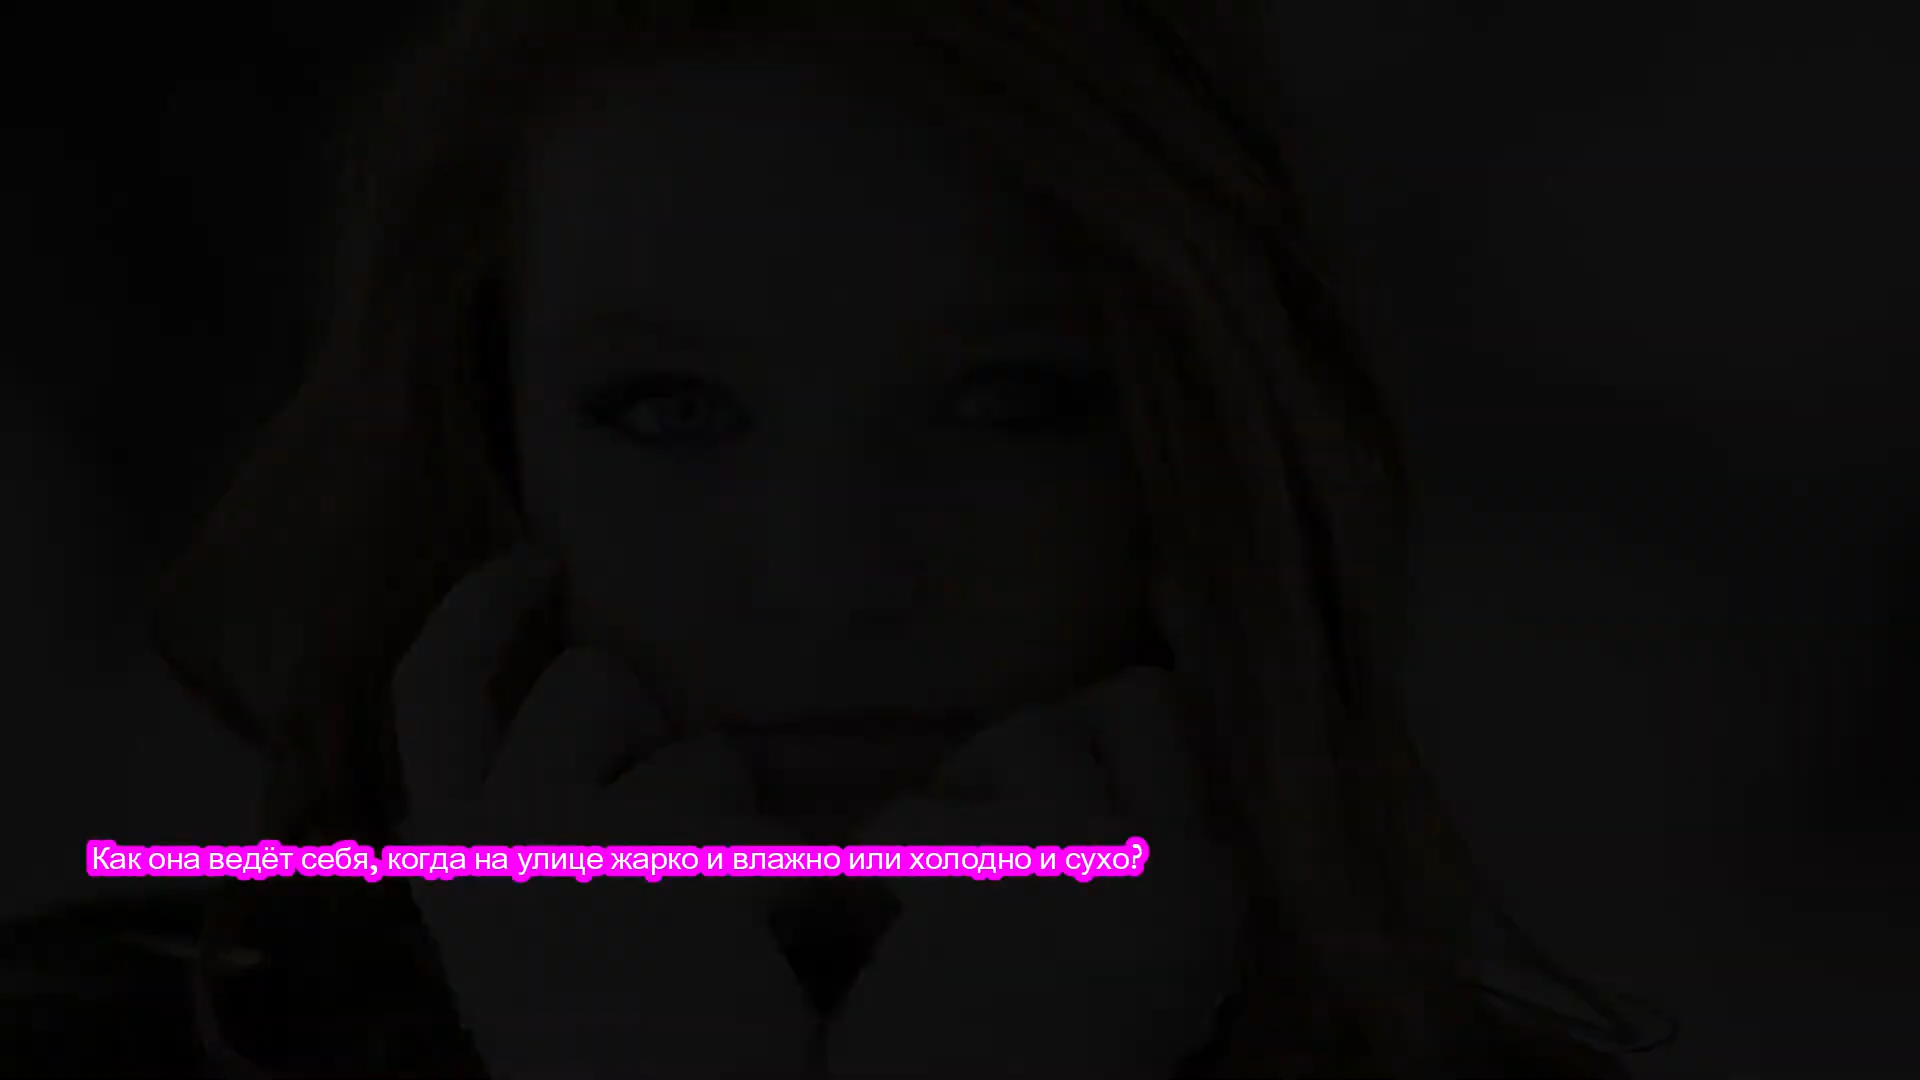 Как она ведёт себя, когда на улице жарко и влажно или холодно и сухо?